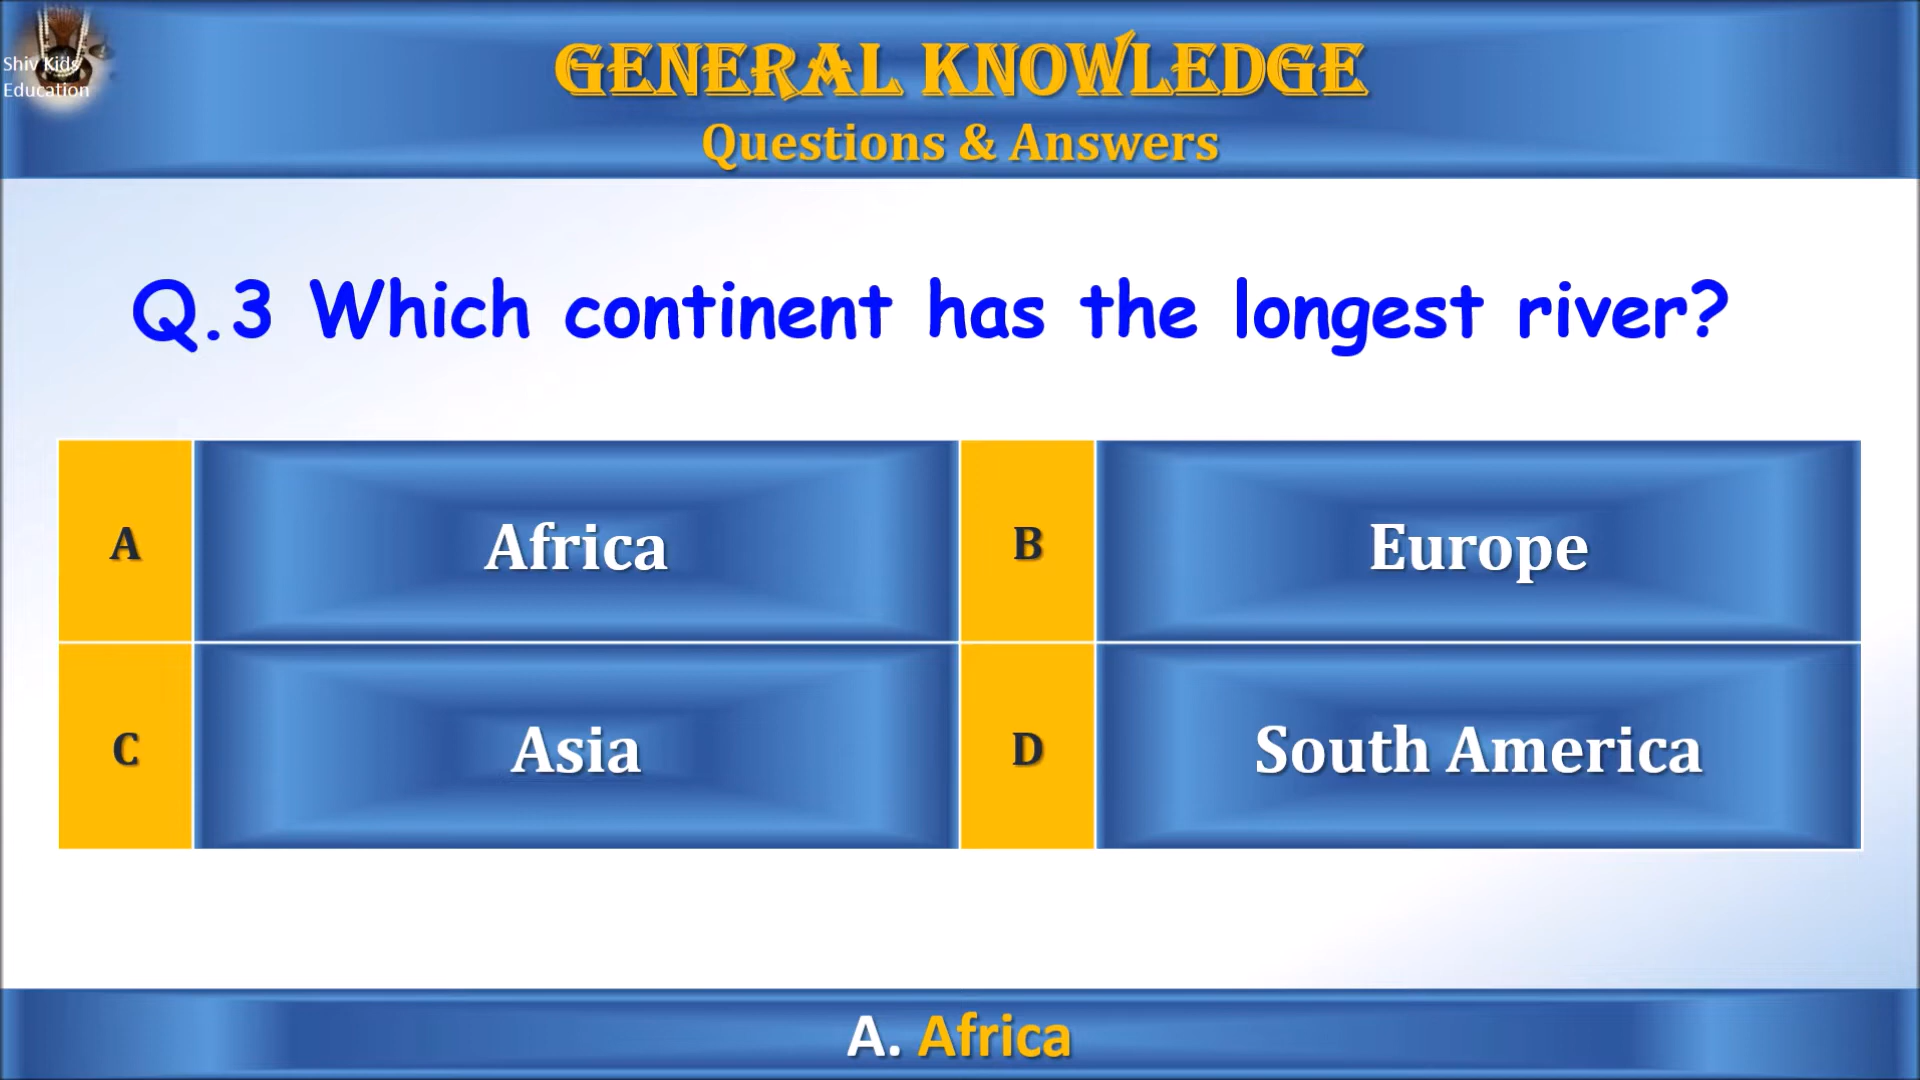 Shiv Kids
Education
GENERAL KNOWLEDGE
Questions & Answers
Q.3 Which continent has the longest river?
A
Africa
B
Europe
C
Asia
D
South America
A. Africa